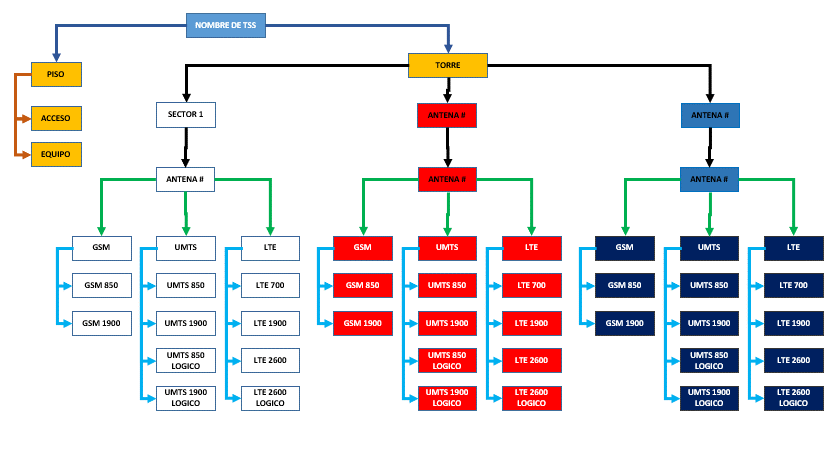 NOMBRE DE TSS
PISO
TORRE
ACCESO
SECTOR 1
ANTENA #
ANTENA #
EQUIPO
ANTENA #
ANTENA #
ANTENA #
GSM
UMTS
LTE
GSM
UMTS
LTE
GSM
UMTS
LTE
GSM 850
UMTS 850
LTE 700
GSM 850
UMTS 850
LTE 700
GSM 850
UMTS 850
LTE 700
GSM 1900
UMTS 1900
LTE 1900
GSM 1900
UMTS 1900
LTE 1900
GSM 1900
UMTS 1900
LTE 1900
UMTS 850
LOGICO
LTE 2600
UMTS 850
LOGICO
LTE 2600
UMTS 850
LOGICO
LTE 2600
UMTS 1900
LOGICO
LTE 2600
LOGICO
UMTS 1900
LOGICO
LTE 2600
LOGICO
UMTS 1900
LOGICO
LTE 2600
LOGICO